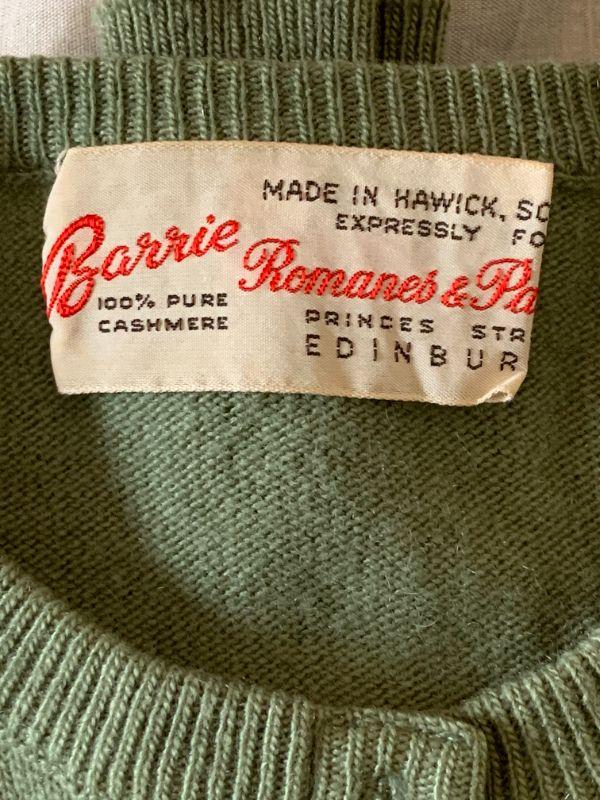 MADE IN HAWICK, SC
EXPRESSLY FO
Barrie
Romanes & Pa
100% PURE
CASHMERE
PRINCES STR
EDINBUR